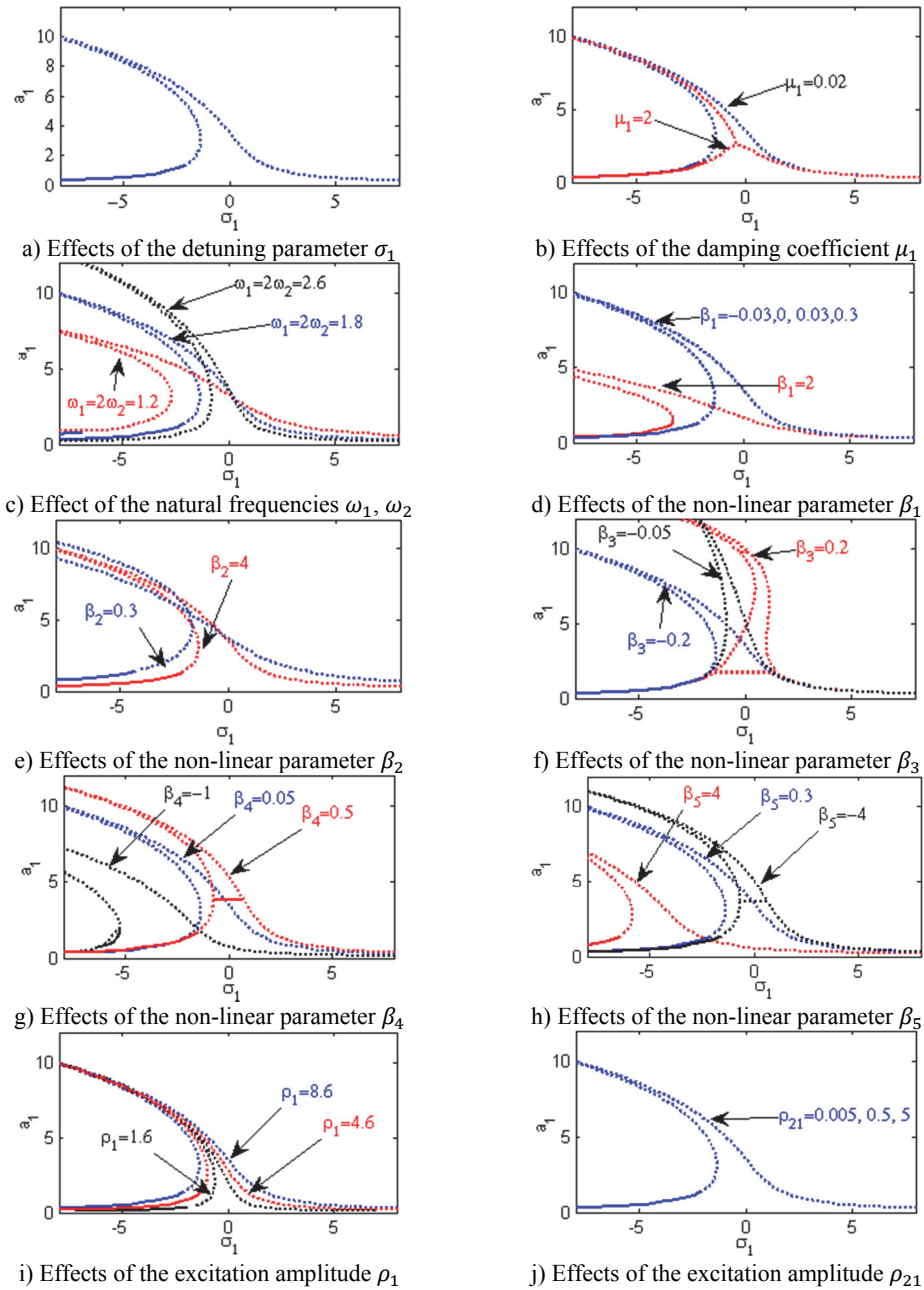 10
8
6
4
2
0
a₁
−5 0 5
σ₁
a) Effects of the detuning parameter σ₁
10
5
0
a₁
μ₁=0.02
μ₁=2
−5 0 5
σ₁
b) Effects of the damping coefficient μ₁
10
5
0
a₁
ω₁=2ω₂=2.6
ω₁=2ω₂=1.8
ω₁=2ω₂=1.2
-5 0 5
σ₁
c) Effect of the natural frequencies ω₁, ω₂
10
5
0
a₁
β₁=−0.03,0, 0.03,0.3
β₁=2
-5 0 5
σ₁
d) Effects of the non-linear parameter β₁
10
5
0
a₁
β₂=4
β₂=0.3
-5 0 5
σ₁
e) Effects of the non-linear parameter β₂
10
5
0
a₁
β₃=−0.05
β₃=0.2
β₃=−0.2
-5 0 5
σ₁
f) Effects of the non-linear parameter β₃
10
5
0
a₁
β₄=−1
β₄=0.05
β₄=0.5
-5 0 5
σ₁
g) Effects of the non-linear parameter β₄
10
5
0
a₁
β₅=4
β₅=0.3
β₅=−4
-5 0 5
σ₁
h) Effects of the non-linear parameter β₅
10
5
0
a₁
ρ₁=8.6
ρ₁=1.6
ρ₁=4.6
-5 0 5
σ₁
i) Effects of the excitation amplitude ρ₁
10
5
0
a₁
ρ₂₁=0.005, 0.5, 5
-5 0 5
σ₁
j) Effects of the excitation amplitude ρ₂₁